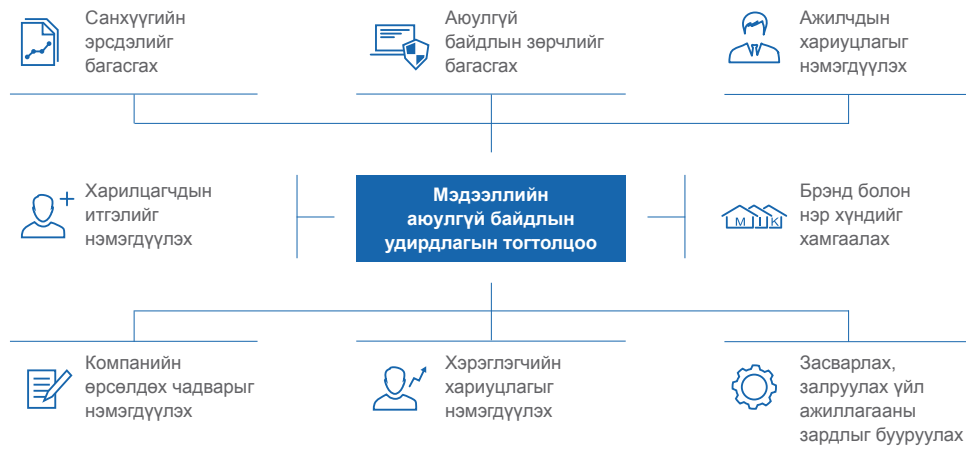 Санхүүгийн
эрсдэлийг
багасгах
Аюулгүй
байдлын зөрчлийг
багасгах
Ажилчдын
хариуцлагыг
нэмэгдүүлэх
Харилцагчдын
итгэлийг
нэмэгдүүлэх
Мэдээллийн
аюулгүй байдлын
удирдлагын тогтолцоо
М И К
Брэнд болон
нэр хүндийг
хамгаалах
Компанийн
өрсөлдөх чадварыг
нэмэгдүүлэх
Хэрэглэгчийн
хариуцлагыг
нэмэгдүүлэх
Засварлах,
залруулах үйл
ажиллагааны
зардлыг бууруулах